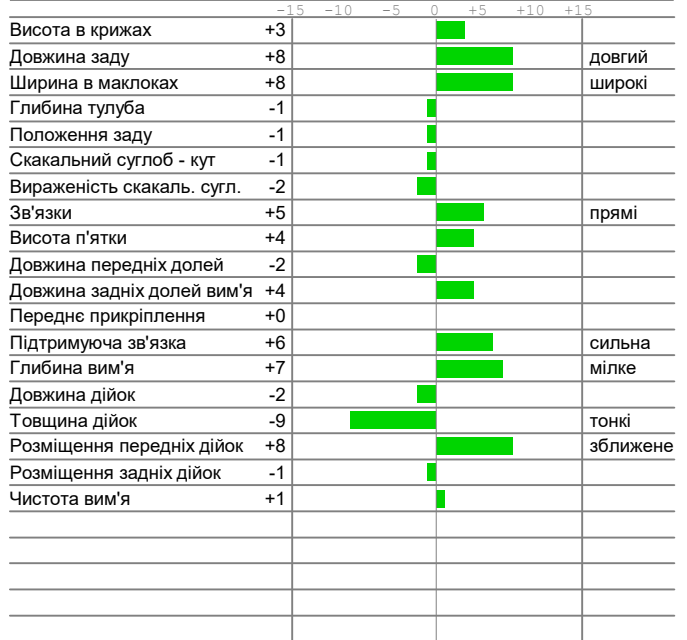 -15 -10 -5 0 +5 +10 +15
Висота в крижах +3
Довжина заду +8 довгий
Ширина в маклоках +8 широкі
Глибина тулуба -1
Положення заду -1
Скакальний суглоб - кут -1
Вираженість скакаль. сугл. -2
Зв'язки +5 прямі
Висота п'ятки +4
Довжина передніх долей -2
Довжина задніх долей вим'я +4
Переднє прикріплення +0
Підтримуюча зв'язка +6 сильна
Глибина вим'я +7 мілке
Довжина дійок -2
Товщина дійок -9 тонкі
Розміщення передніх дійок +8 зближене
Розміщення задніх дійок -1
Чистота вим'я +1